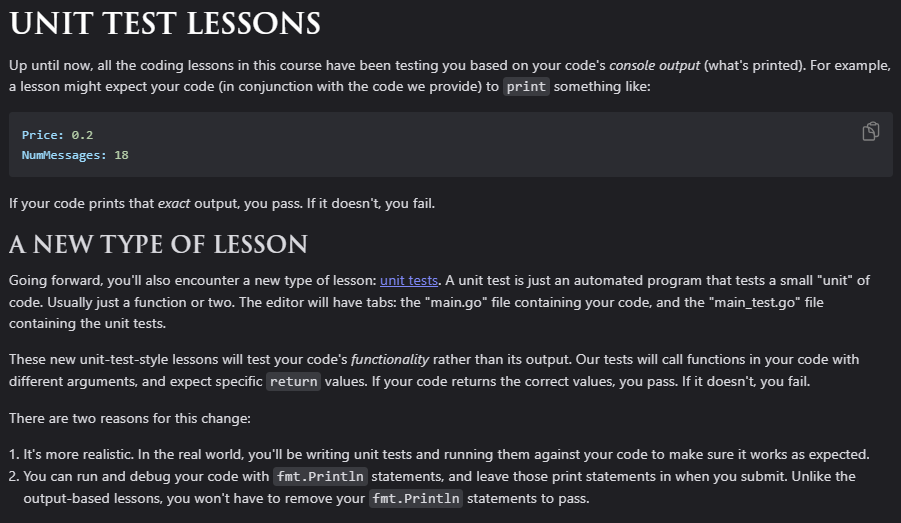 UNIT TEST LESSONS
Up until now, all the coding lessons in this course have been testing you based on your code's console output (what's printed). For example,
a lesson might expect your code (in conjunction with the code we provide) to print something like:
Price: 0.2
NumMessages: 18
If your code prints that exact output, you pass. If it doesn't, you fail.
A NEW TYPE OF LESSON
Going forward, you'll also encounter a new type of lesson: unit tests. A unit test is just an automated program that tests a small "unit" of
code. Usually just a function or two. The editor will have tabs: the "main.go" file containing your code, and the "main_test.go" file
containing the unit tests.
These new unit-test-style lessons will test your code's functionality rather than its output. Our tests will call functions in your code with
different arguments, and expect specific return values. If your code returns the correct values, you pass. If it doesn't, you fail.
There are two reasons for this change:
1. It's more realistic. In the real world, you'll be writing unit tests and running them against your code to make sure it works as expected.
2. You can run and debug your code with fmt.Println statements, and leave those print statements in when you submit. Unlike the
output-based lessons, you won't have to remove your fmt.Println statements to pass.